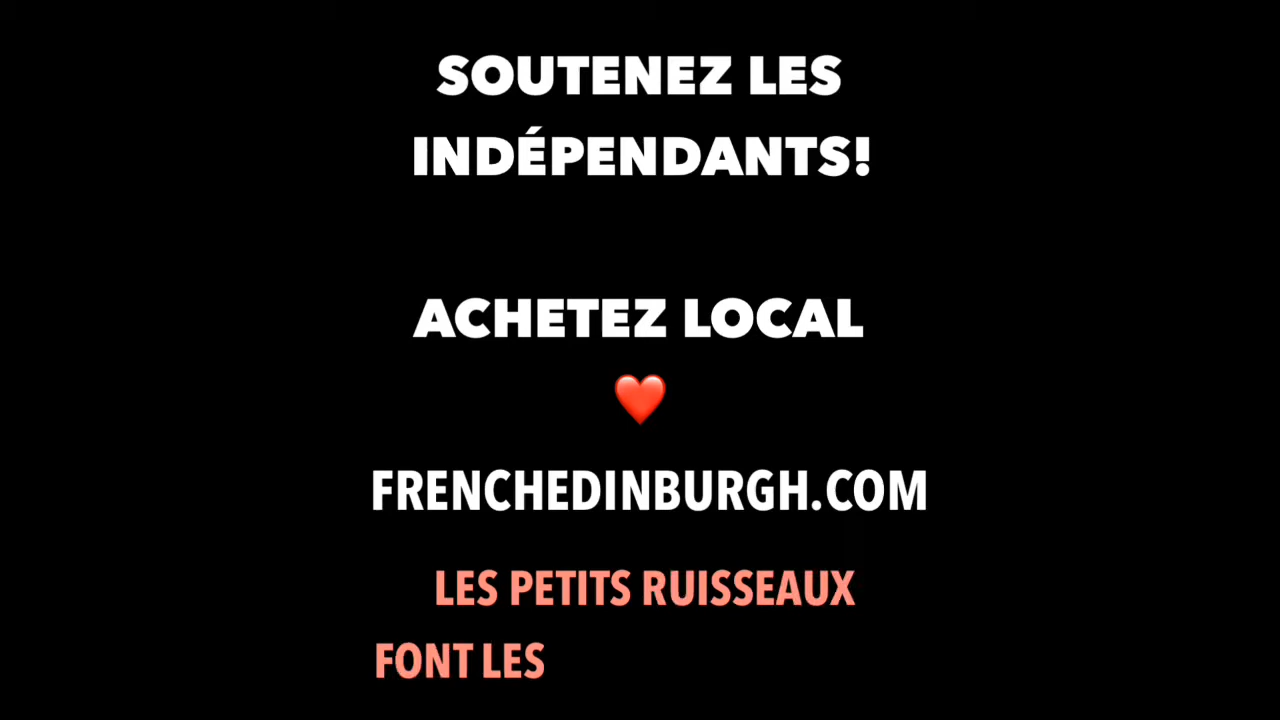 SOUTENEZ LES
INDÉPENDANTS!
ACHETEZ LOCAL
❤️
FRENCHEDINBURGH.COM
LES PETITS RUISSEAUX
FONT LES